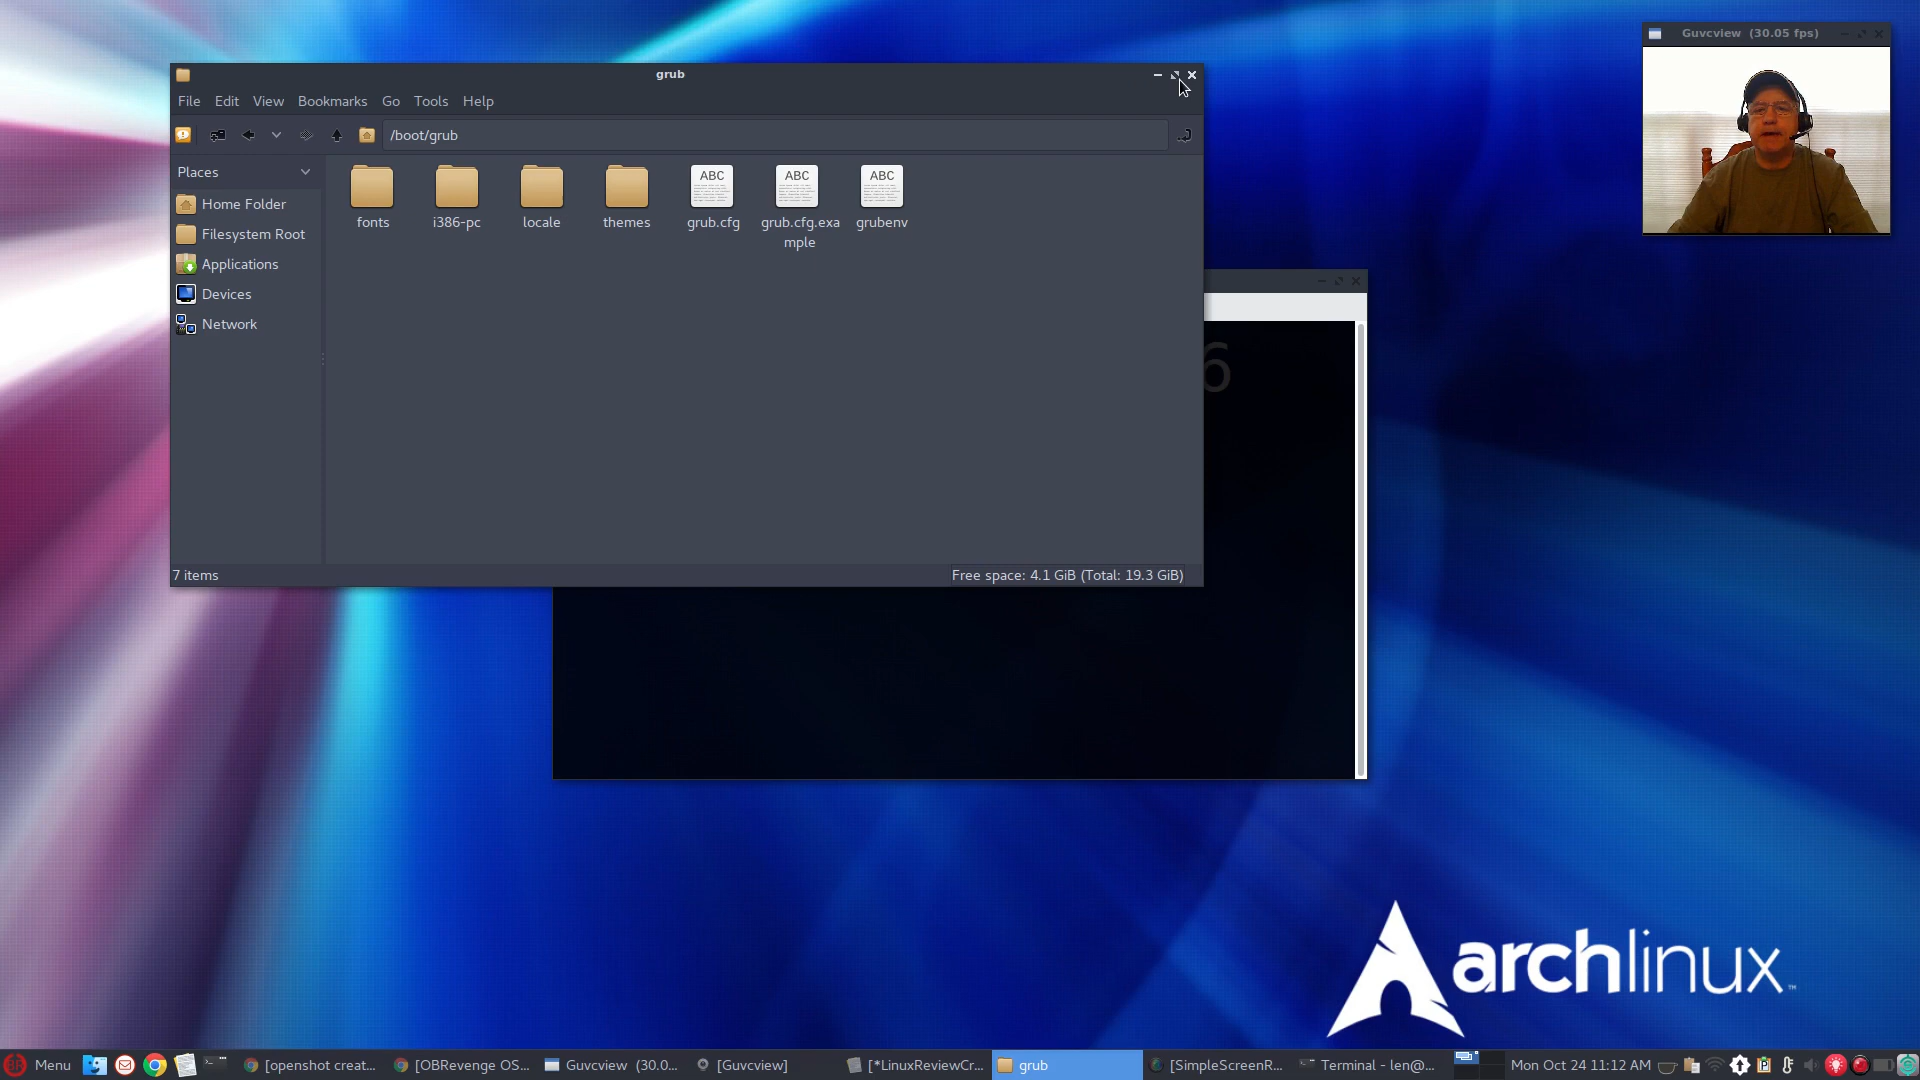 grub
File Edit View Bookmarks Go Tools Help
/boot/grub
Places
Home Folder
Filesystem Root
Applications
Devices
Network
fonts
i386-pc
locale
themes
ABC
grub.cfg
ABC
grub.cfg.exa
mple
ABC
grubenv
7 items
Free space: 4.1 GiB (Total: 19.3 GiB)
Guvcview (30.05 fps)
6
archlinux™
Menu
[openshot creat...
[OBRevenge OS...
Guvcview (30.0...
[Guvcview]
[*LinuxReviewCr...
grub
[SimpleScreenR...
Terminal - len@...
Mon Oct 24 11:12 AM